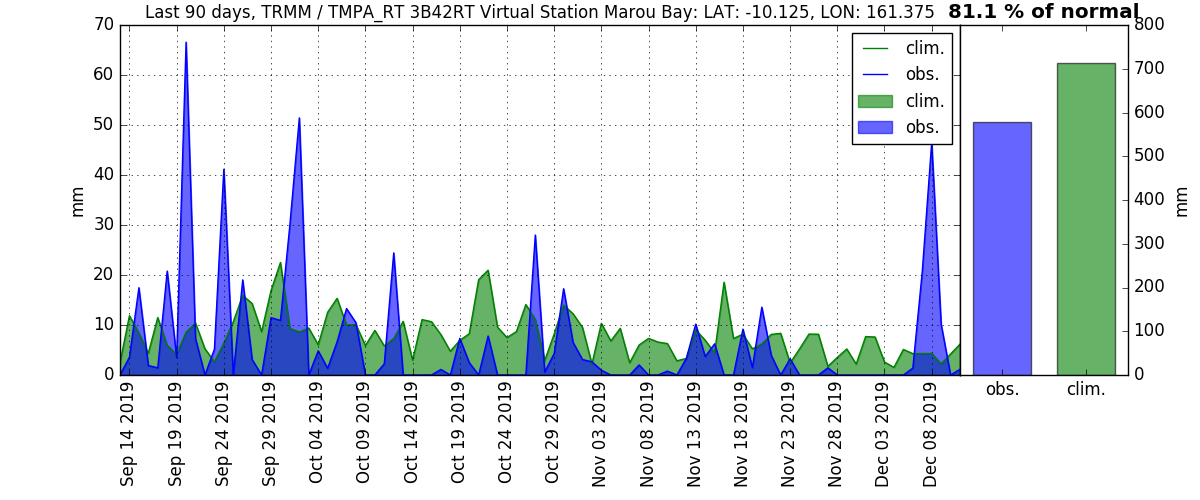 Last 90 days, TRMM / TMPA_RT 3B42RT Virtual Station Marou Bay: LAT: -10.125, LON: 161.375 81.1 % of normal
70
60
50
40
30
20
10
0
mm
clim.
obs.
clim.
obs.
800
700
600
500
400
300
200
100
0
mm
obs. clim.
Sep 14 2019
Sep 19 2019
Sep 24 2019
Sep 29 2019
Oct 04 2019
Oct 09 2019
Oct 14 2019
Oct 19 2019
Oct 24 2019
Oct 29 2019
Nov 03 2019
Nov 08 2019
Nov 13 2019
Nov 18 2019
Nov 23 2019
Nov 28 2019
Dec 03 2019
Dec 08 2019